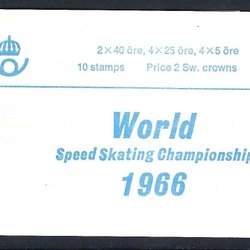 2×40 öre, 4×25 öre, 4×5 öre
10 stamps Price 2 Sw. crowns
World
Speed Skating Championship
1966